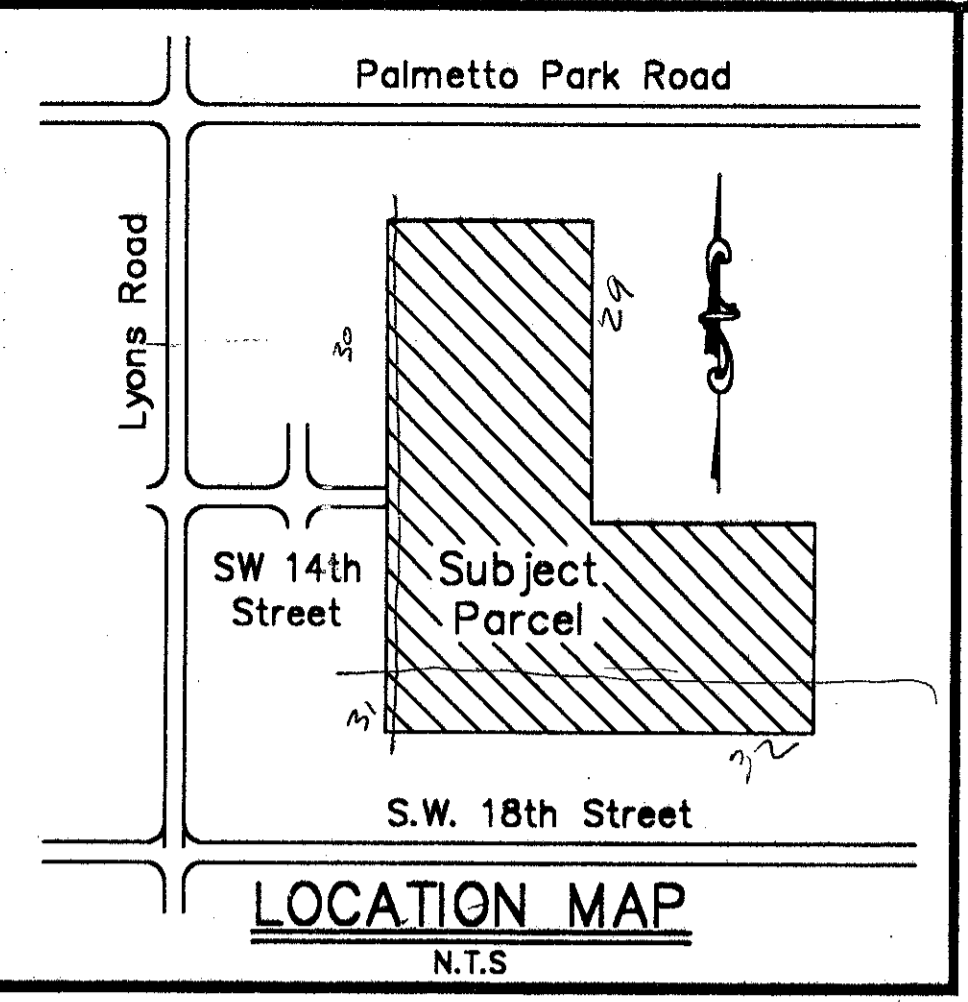 Palmetto Park Road
Lyons Road
30
29
SW 14th
Street
Subject
Parcel
31
32
S.W. 18th Street
LOCATION MAP
N.T.S